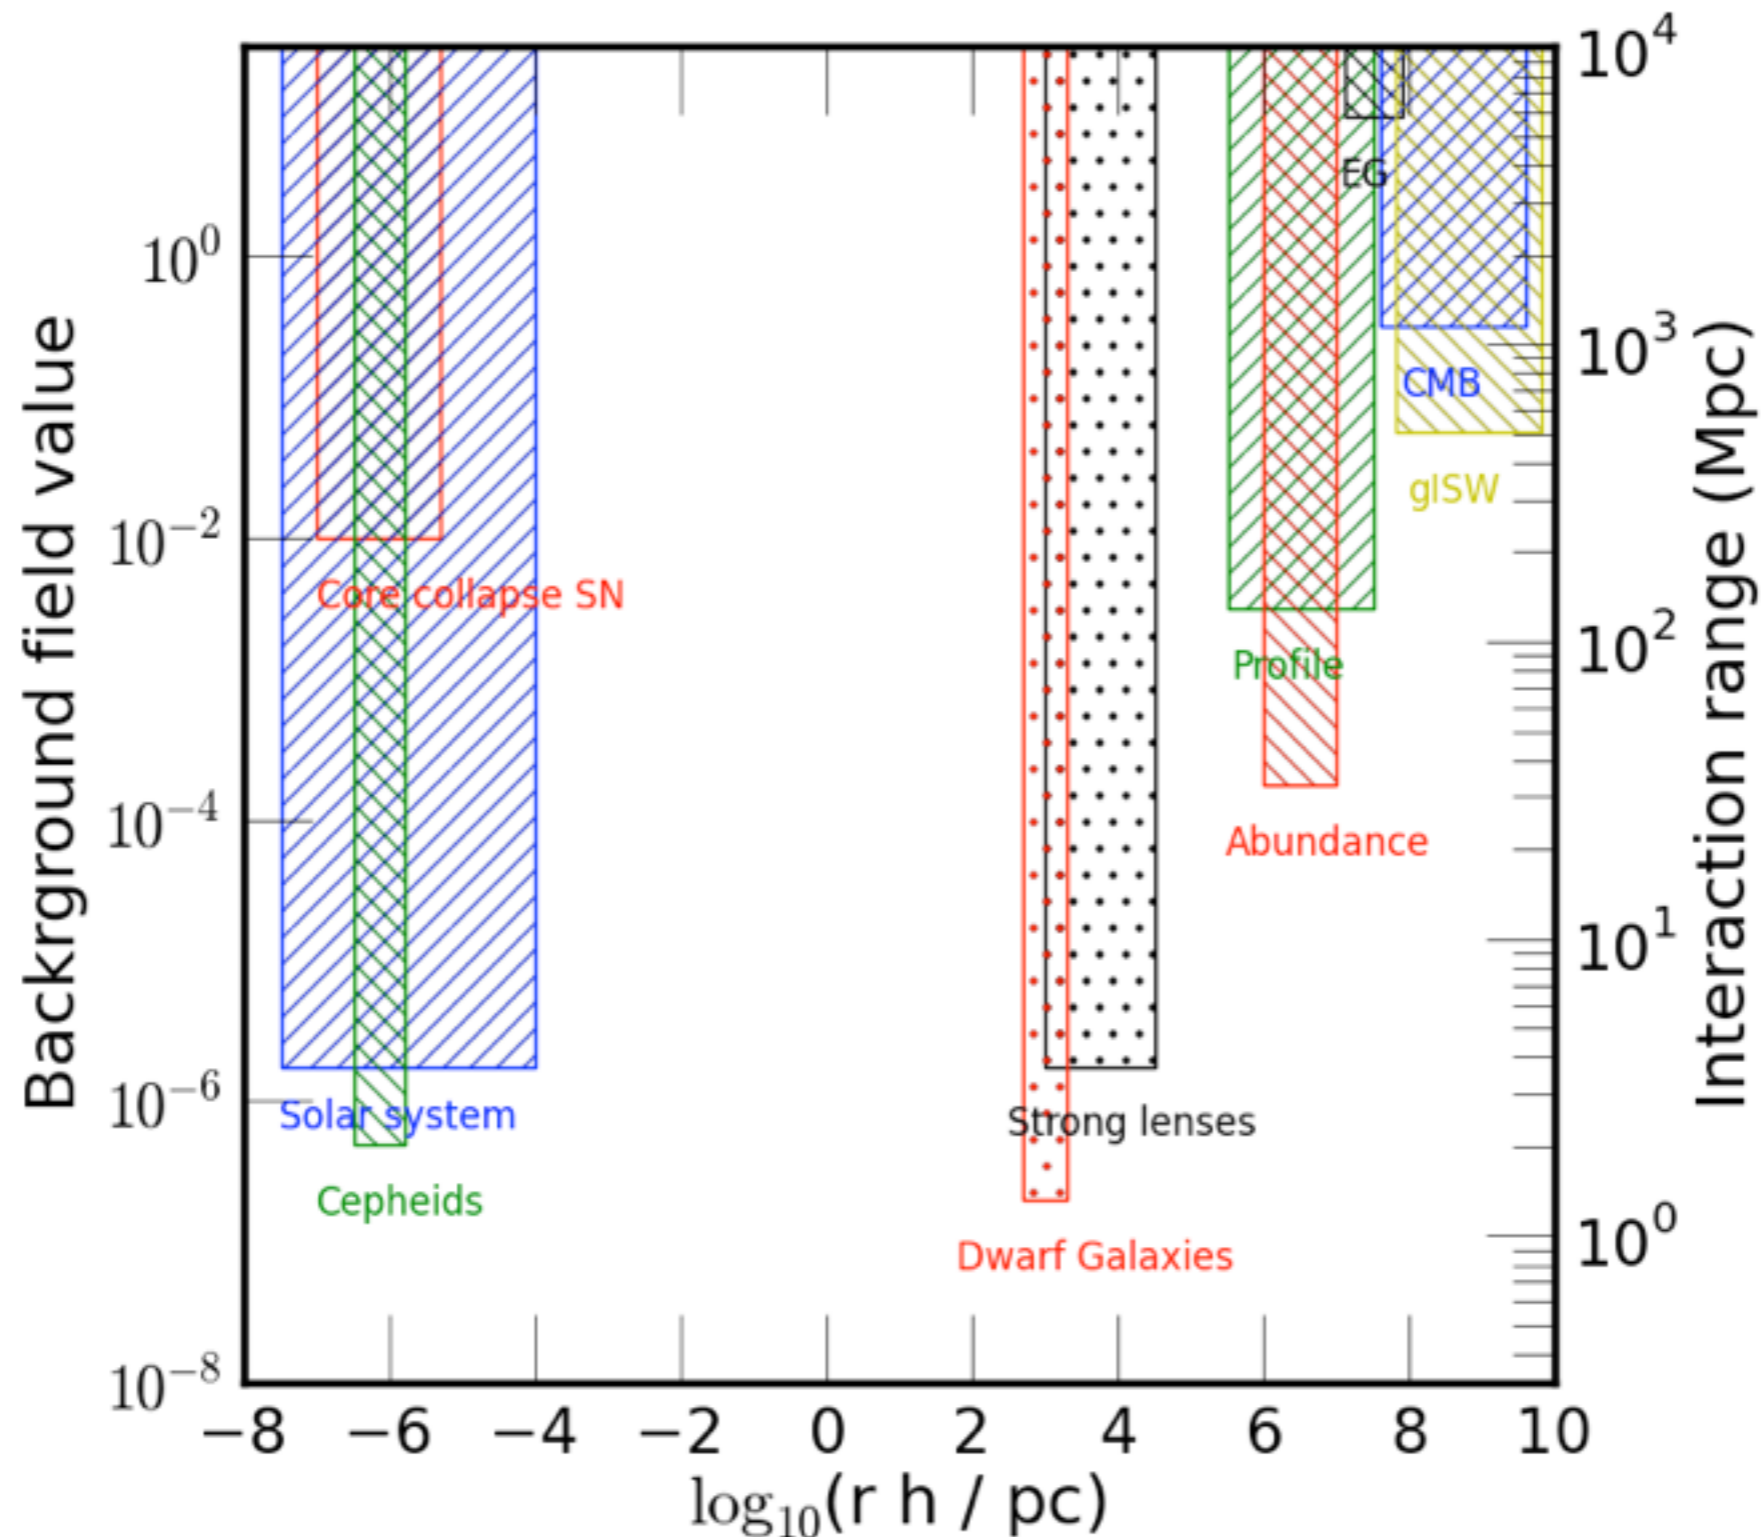 10^4
EG
10^0
10^3
CMB
gISW
10^-2
Core collapse SN
10^2
Profile
10^-4
Abundance
10^1
10^-6
Solar system
Strong lenses
Cepheids
10^0
Dwarf Galaxies
10^-8
−8 −6 −4 −2 0 2 4 6 8 10
log10(r h / pc)
Background field value
Interaction range (Mpc)